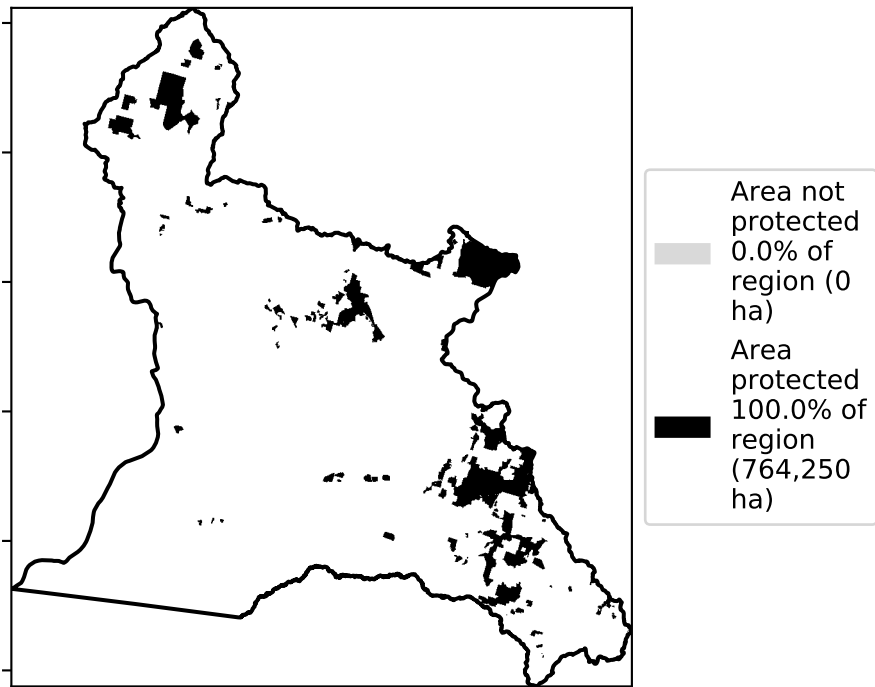 Area not
protected
0.0% of
region (0
ha)
Area
protected
100.0% of
region
(764,250
ha)